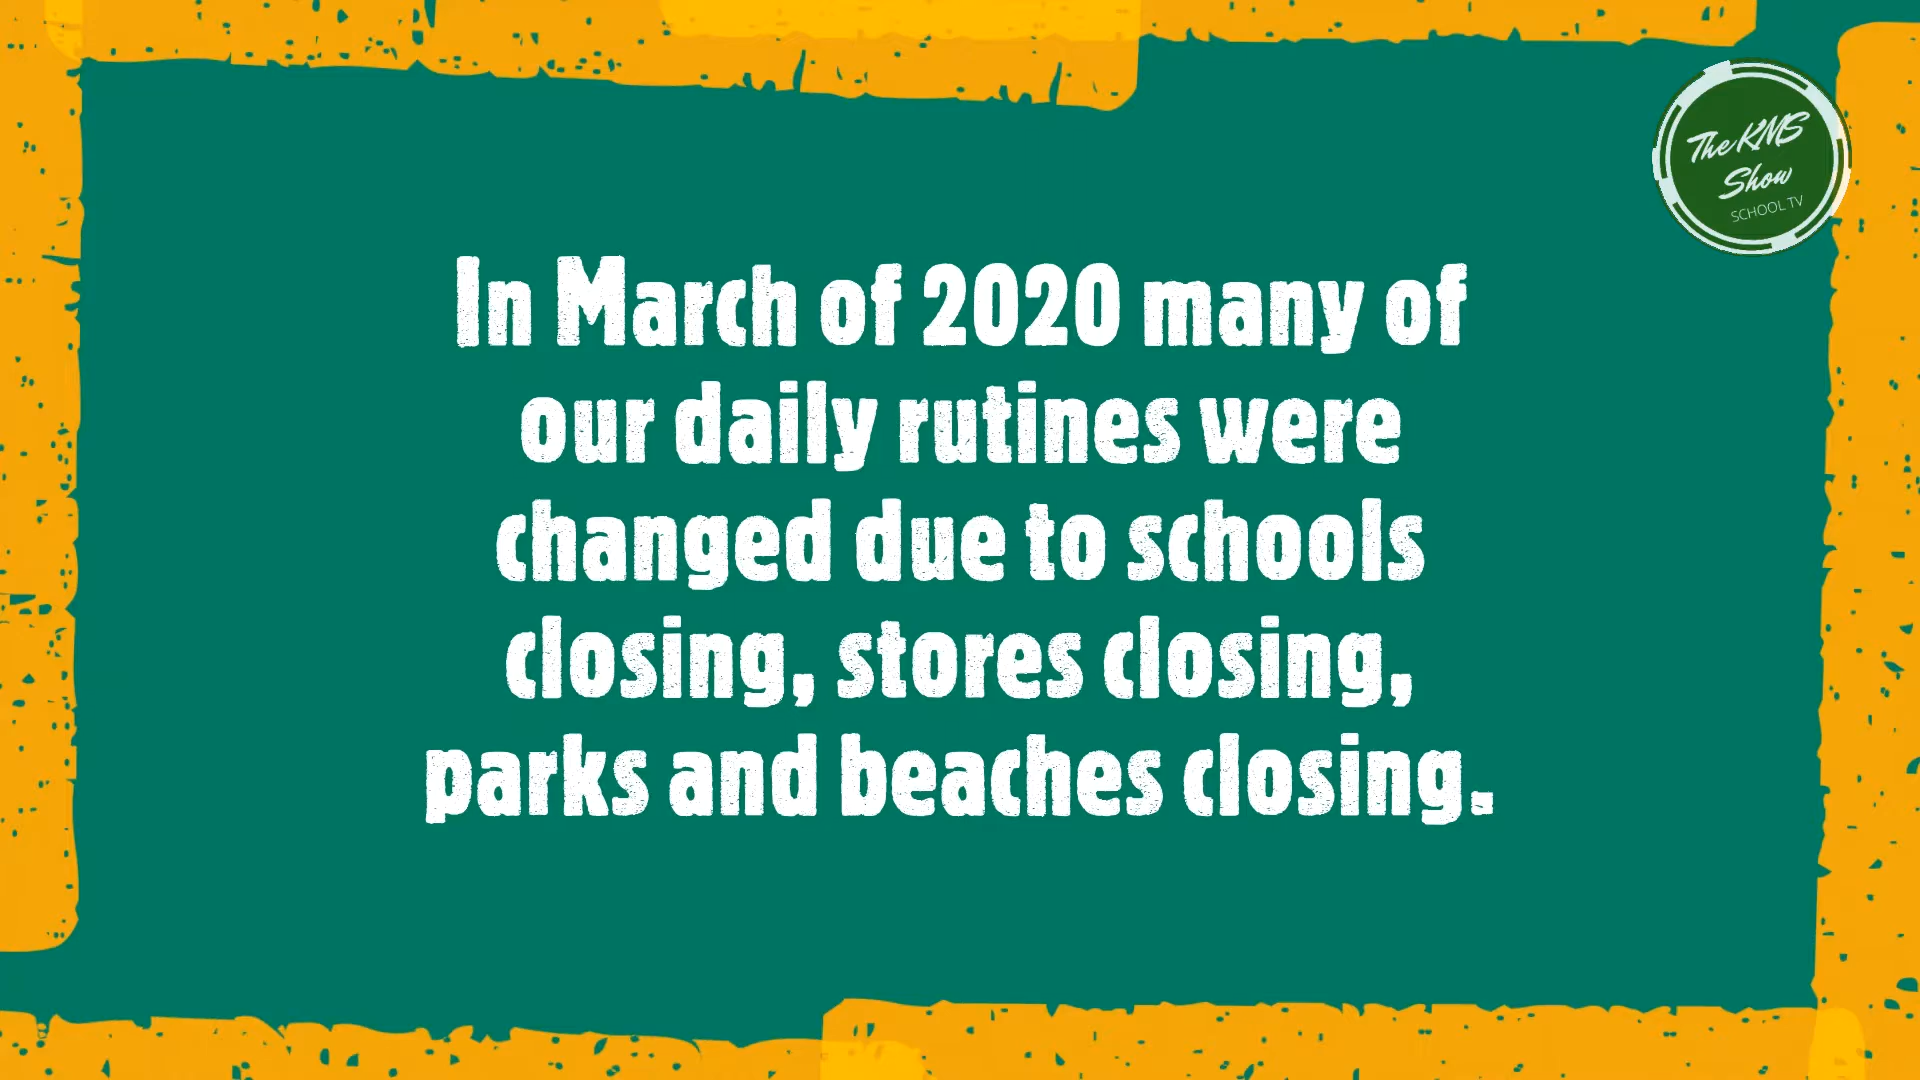 The KMS
Show
SCHOOL TV
In March of 2020 many of
our daily rutines were
changed due to schools
closing, stores closing,
parks and beaches closing.